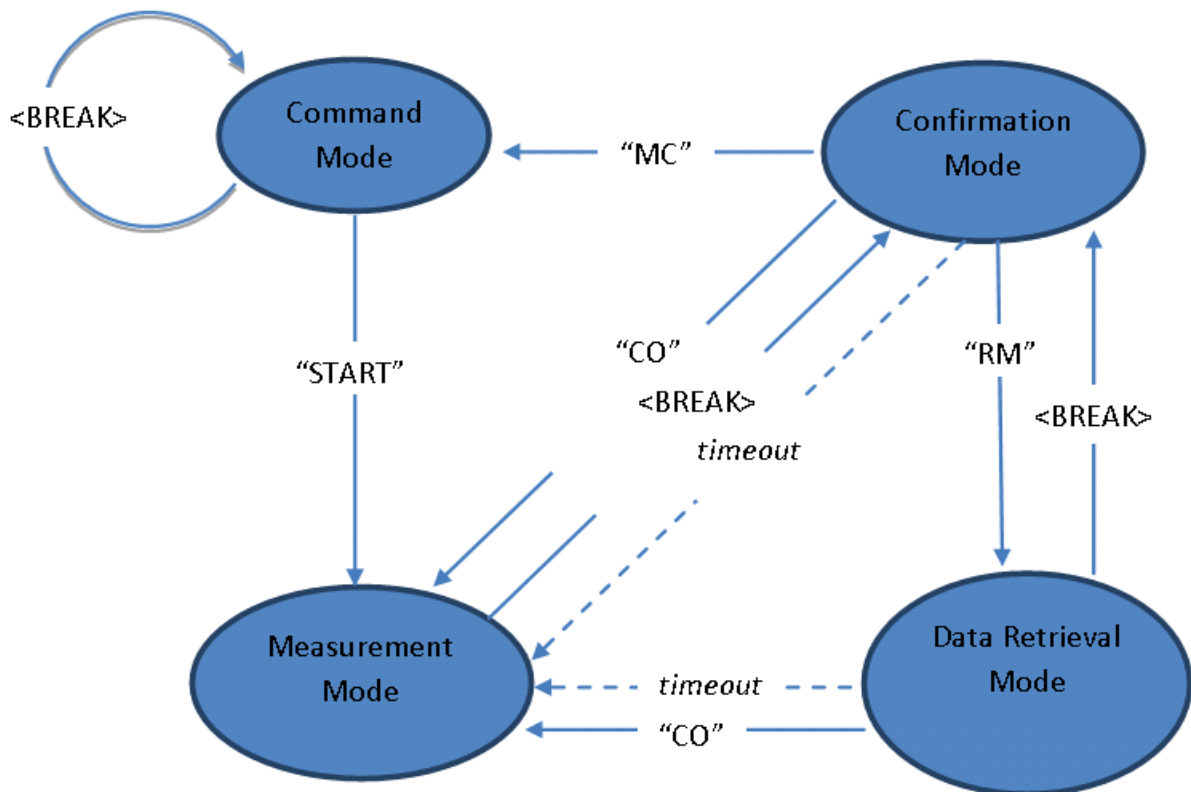 <BREAK>
Command
Mode
“MC”
Confirmation
Mode
“START”
“CO”
<BREAK>
timeout
“RM”
<BREAK>
Measurement
Mode
timeout
“CO”
Data Retrieval
Mode